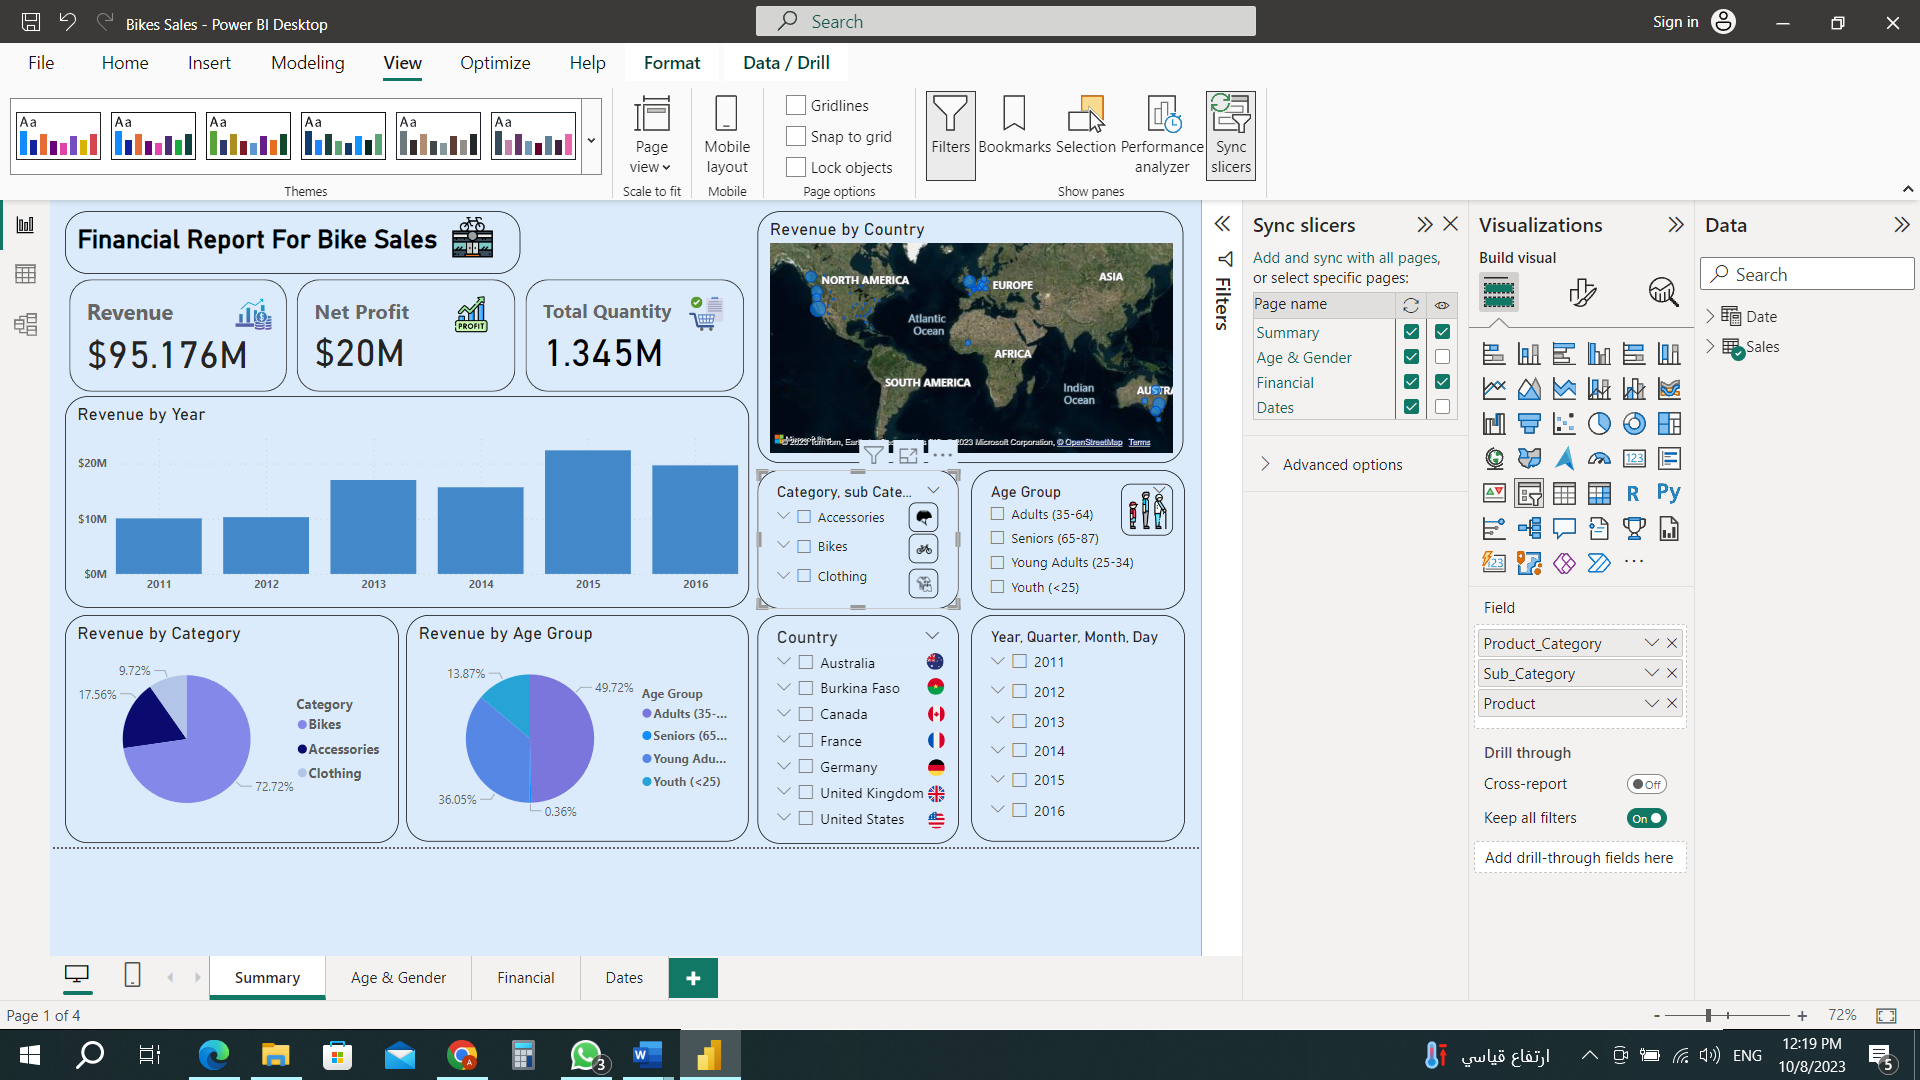 Bikes Sales - Power BI Desktop
Search
Sign in
File
Home
Insert
Modeling
View
Optimize
Help
Format
Data / Drill
Aa
Aa
Aa
Aa
Aa
Aa
Themes
Page view
Scale to fit
Mobile layout
Mobile
Gridlines
Snap to grid
Lock objects
Page options
Filters
Bookmarks
Selection
Performance analyzer
Sync slicers
Show panes
Financial Report For Bike Sales
Revenue
$95.176M
Net Profit
$20M
PROFIT
Total Quantity
1.345M
Revenue by Year
$20M
$10M
$0M
2011
2012
2013
2014
2015
2016
Revenue by Country
NORTH AMERICA
EUROPE
ASIA
Atlantic Ocean
AFRICA
SOUTH AMERICA
Indian Ocean
AUSTRA
2023 Microsoft Corporation, © OpenStreetMap Terms
Category, sub Cate...
Accessories
Bikes
Clothing
Age Group
Adults (35-64)
Seniors (65-87)
Young Adults (25-34)
Youth (<25)
Revenue by Category
9.72%
17.56%
72.72%
Category
Bikes
Accessories
Clothing
Revenue by Age Group
13.87%
49.72%
36.05%
0.36%
Age Group
Adults (35-...
Seniors (65...
Young Adu...
Youth (<25)
Country
Australia
Burkina Faso
Canada
France
Germany
United Kingdom
United States
Year, Quarter, Month, Day
2011
2012
2013
2014
2015
2016
Filters
Sync slicers
Add and sync with all pages,
or select specific pages:
Page name
Summary
Age & Gender
Financial
Dates
Advanced options
Visualizations
Build visual
123
R
Py
123
Field
Product_Category
Sub_Category
Product
Drill through
Cross-report
Off
Keep all filters
On
Add drill-through fields here
Data
Search
Date
Sales
Summary
Age & Gender
Financial
Dates
Page 1 of 4
- + 72%
3
ارتفاع قياسي
ENG
12:19 PM
10/8/2023
5